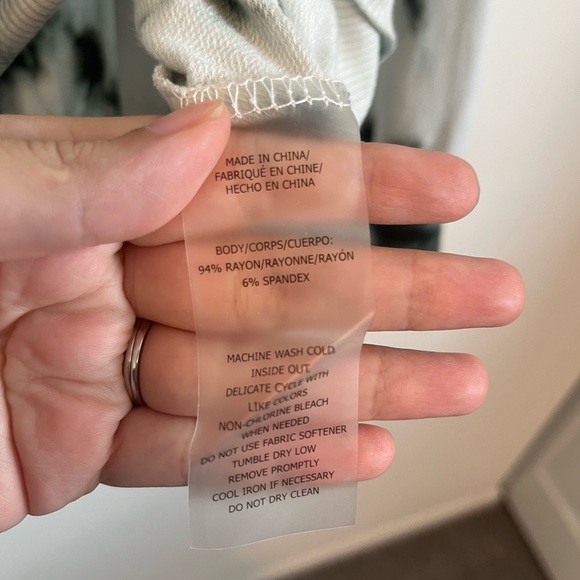 MADE IN CHINA/
FABRIQUÉ EN CHINE/
HECHO EN CHINA
BODY/CORPS/CUERPO:
94% RAYON/RAYONNE/RAYÓN
6% SPANDEX
MACHINE WASH COLD
INSIDE OUT
DELICATE CYCLE WITH
LIKE COLORS
NON-CHLORINE BLEACH
WHEN NEEDED
DO NOT USE FABRIC SOFTENER
TUMBLE DRY LOW
REMOVE PROMPTLY
COOL IRON IF NECESSARY
DO NOT DRY CLEAN